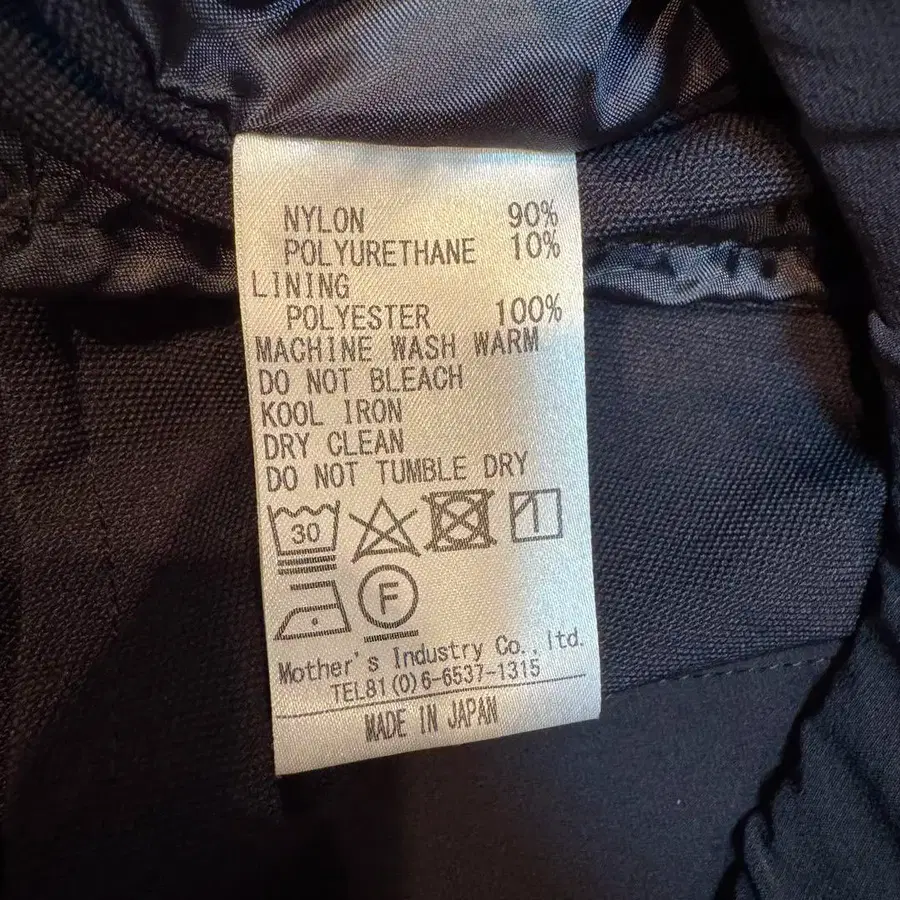 NYLON 90%
POLYURETHANE 10%
LINING
POLYESTER 100%
MACHINE WASH WARM
DO NOT BLEACH
KOOL IRON
DRY CLEAN
DO NOT TUMBLE DRY
30
F
Mother's Industry Co., ltd.
TEL81(0)6-6537-1315
MADE IN JAPAN